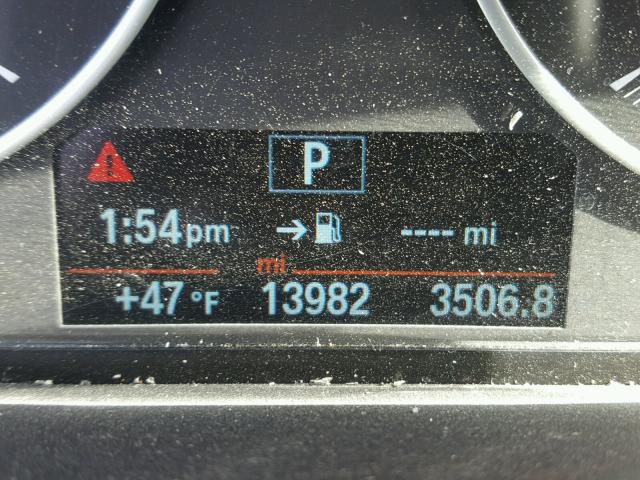 P
1:54pm → ---- mi
mi
+47 °F 13982 3506.8